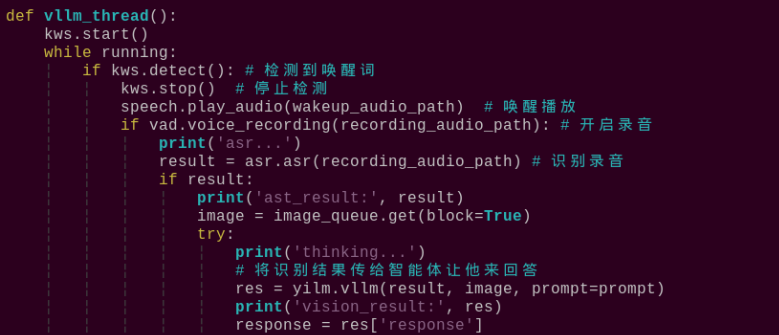 def vllm_thread():
    kws.start()
    while running:
        if kws.detect(): # 检测到唤醒词
            kws.stop()  # 停止检测
            speech.play_audio(wakeup_audio_path)  # 唤醒播放
            if vad.voice_recording(recording_audio_path): # 开启录音
                print('asr...')
                result = asr.asr(recording_audio_path) # 识别录音
                if result:
                    print('ast_result:', result)
                    image = image_queue.get(block=True)
                    try:
                        print('thinking...')
                        # 将识别结果传给智能体让他来回答
                        res = yilm.vllm(result, image, prompt=prompt)
                        print('vision_result:', res)
                        response = res['response']